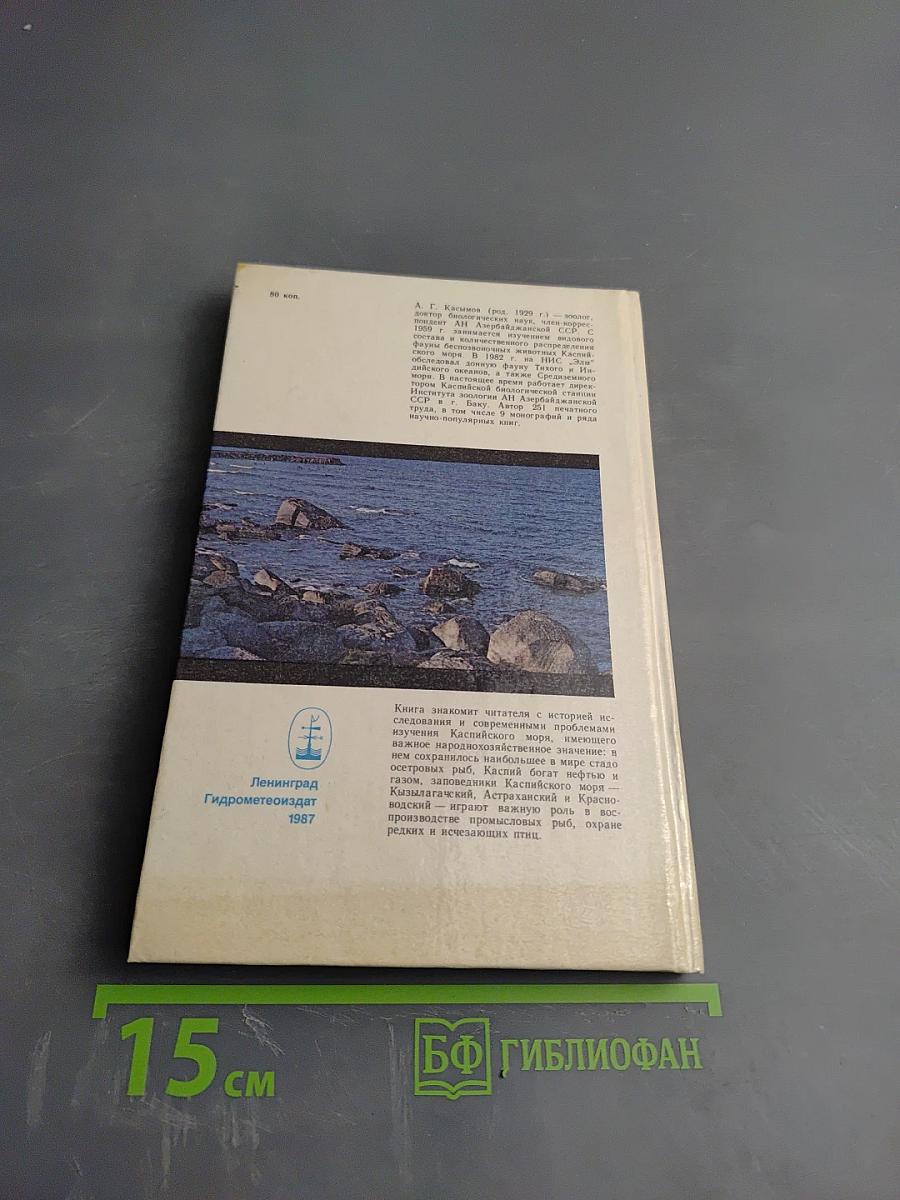 80 коп.
А. Г. Касымов (род. 1929 г.) — зоолог,
доктор биологических наук, член-коррес-
пондент АН Азербайджанской ССР. С
1959 г. занимается изучением видового
состава и количественного распределения
фауны беспозвоночных животных Каспий-
ского моря. В 1982 г. на НИС „Эли“
обследовал донную фауну Тихого и Ин-
дийского океанов, а также Средиземного
моря. В настоящее время работает дирек-
тором Каспийской биологической станции
Института зоологии АН Азербайджанской
ССР в г. Баку. Автор 251 печатного
труда, в том числе 9 монографий и ряда
научно-популярных книг.
Книга знакомит читателя с историей ис-
следования и современными проблемами
изучения Каспийского моря, имеющего
важное народнохозяйственное значение: в
нем сохранилось наибольшее в мире стадо
осетровых рыб, Каспий богат нефтью и
газом, заповедники Каспийского моря —
Кызылагачский, Астраханский и Красно-
водский — играют важную роль в вос-
производстве промысловых рыб, охране
редких и исчезающих птиц.
Ленинград
Гидрометеоиздат
1987
15 см
БФ ГИБЛИОФАН